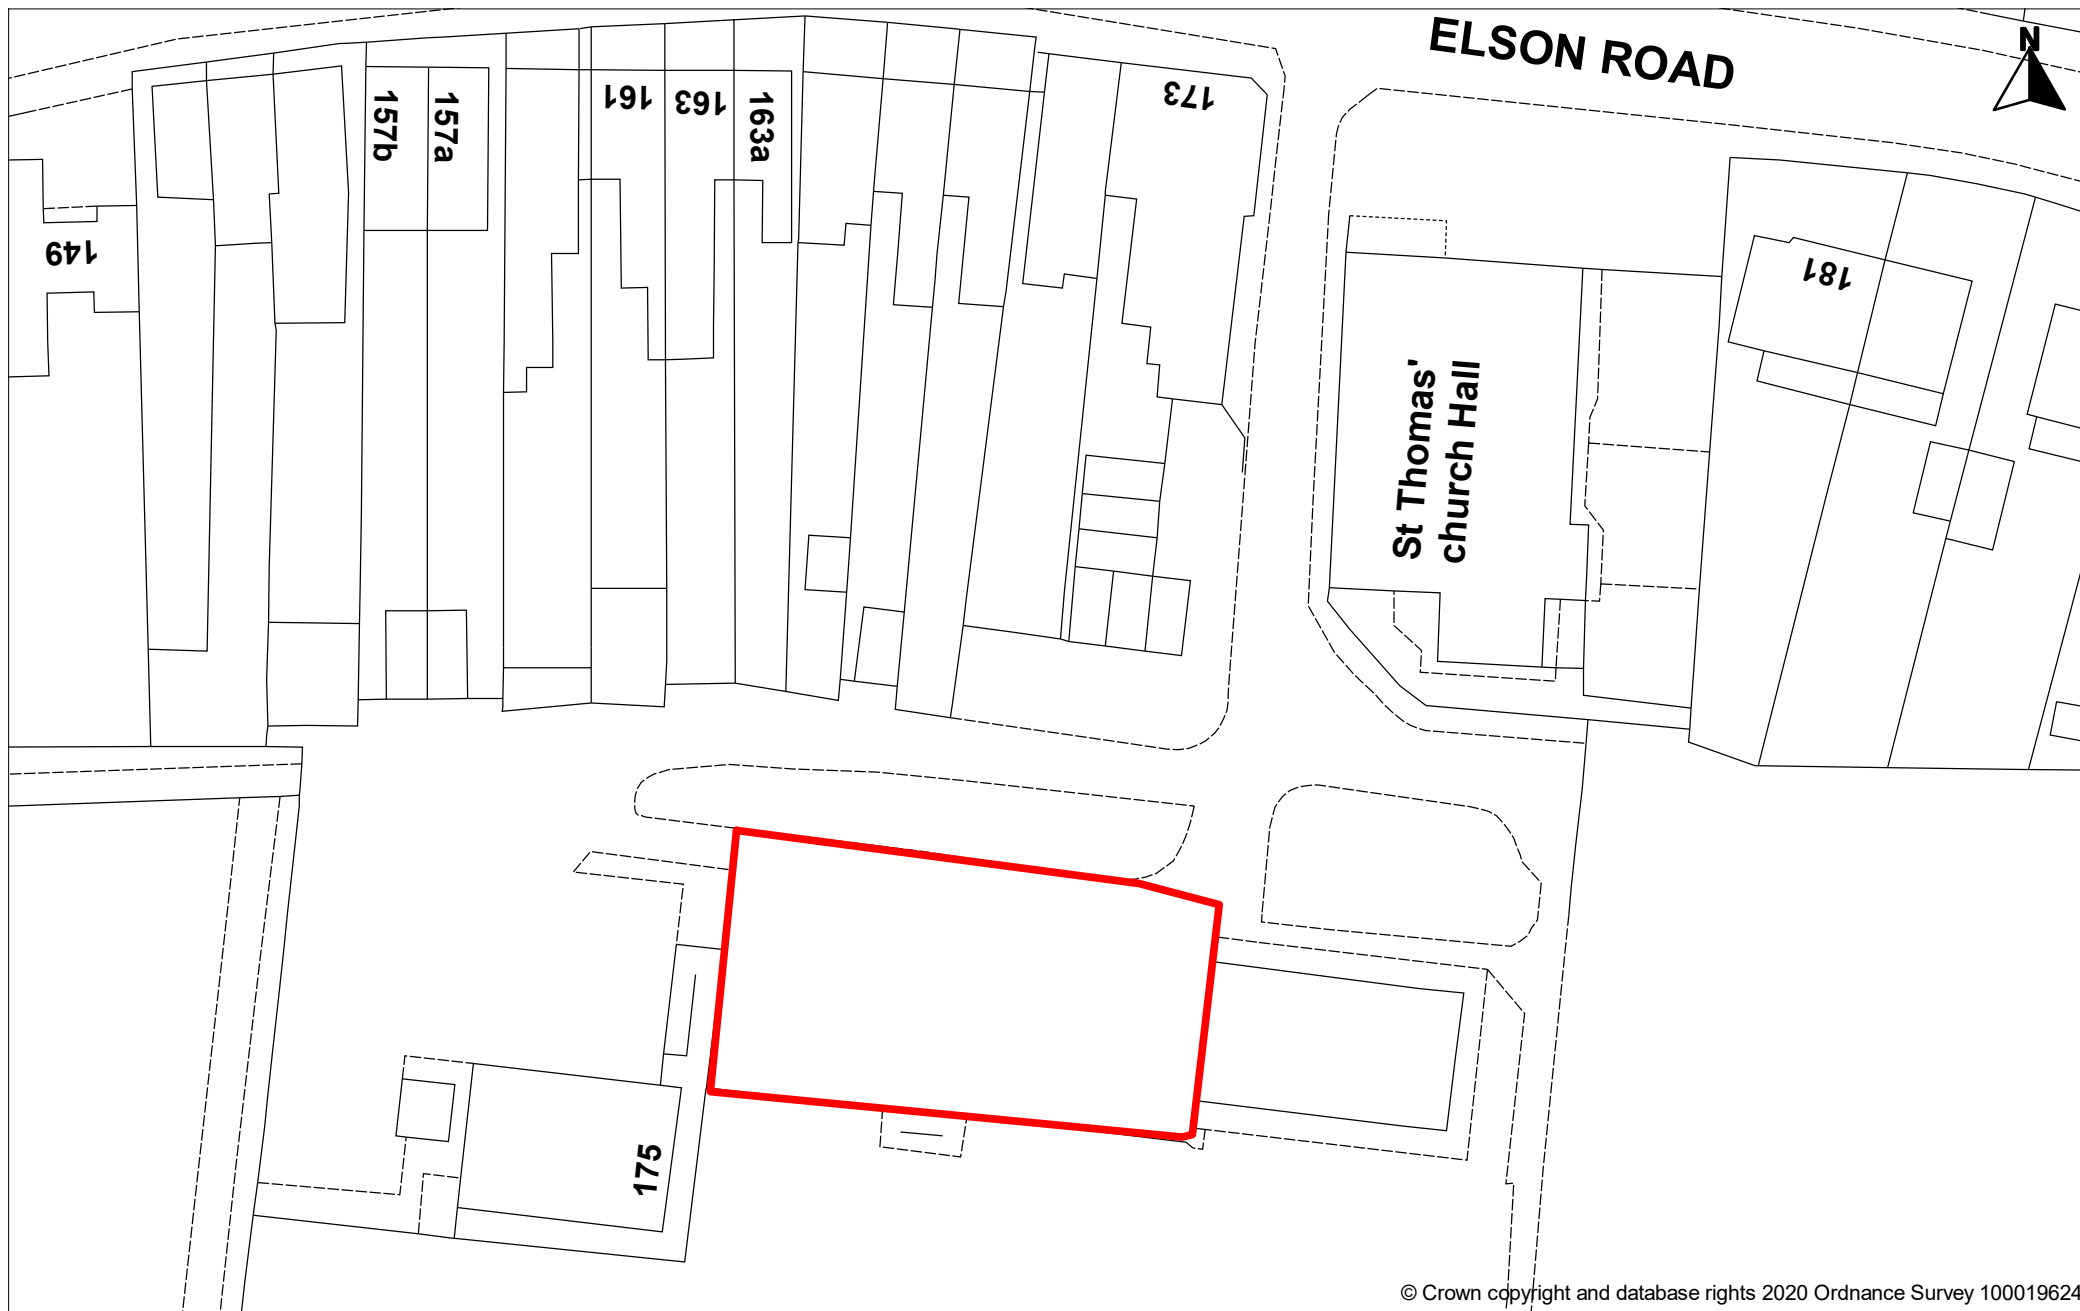 ELSON ROAD
N
157b
157a
161
163
163a
173
149
181
St Thomas'
church Hall
175
© Crown copyright and database rights 2020 Ordnance Survey 100019624